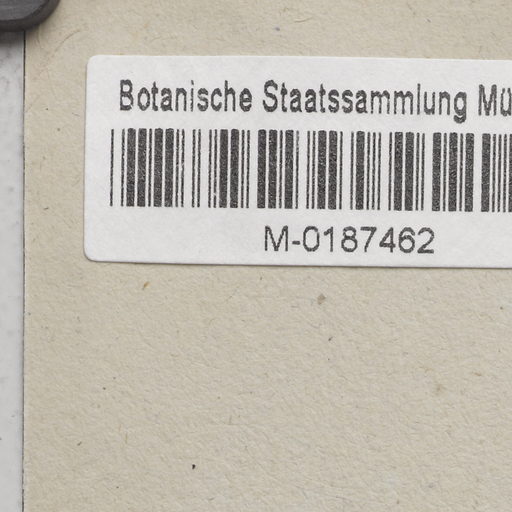 Botanische Staatssammlung Mü
M-0187462